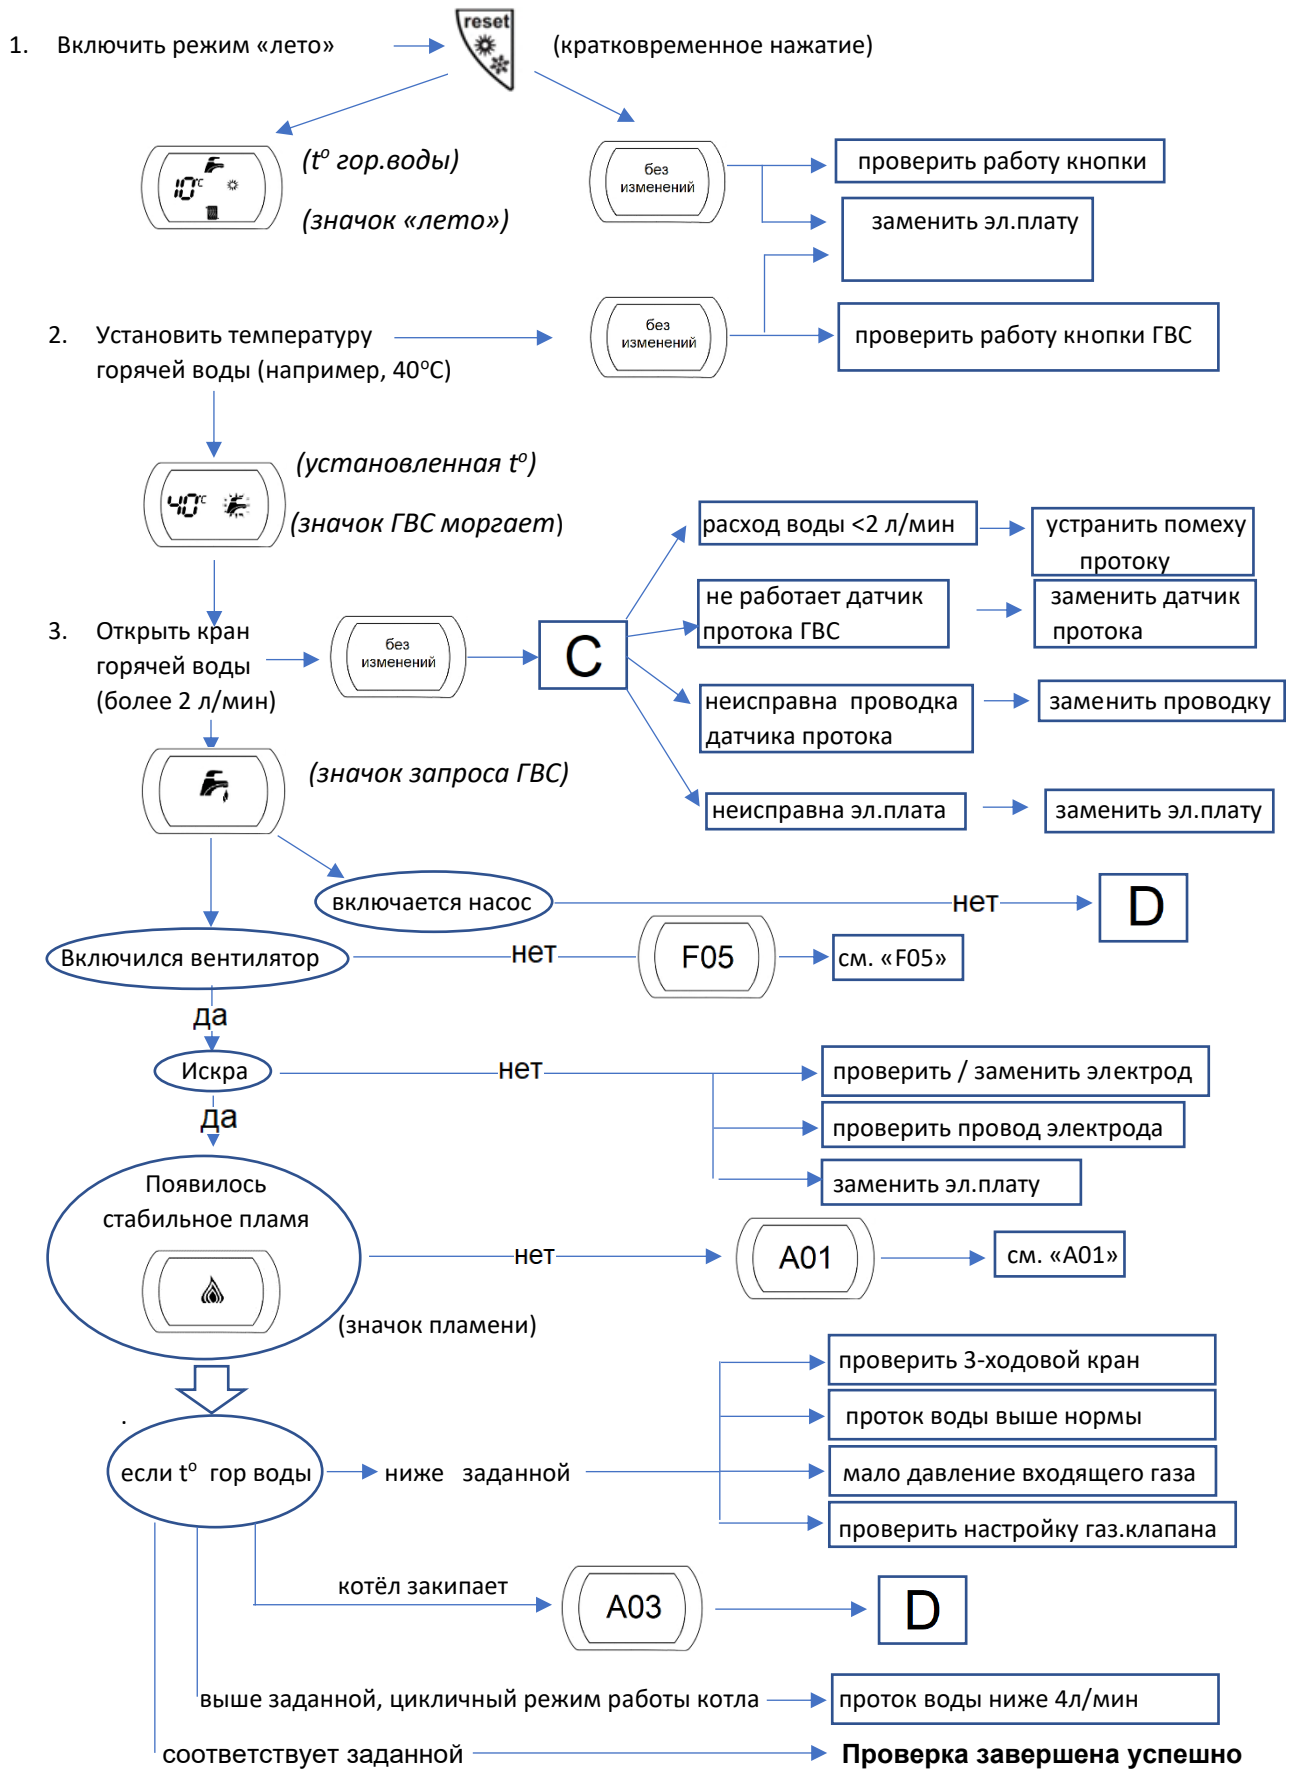 reset
1. Включить режим «лето»
(кратковременное нажатие)
10°C
(tº гор.воды)
(значок «лето»)
без
изменений
проверить работу кнопки
заменить эл.плату
2. Установить температуру
горячей воды (например, 40ºС)
без
изменений
проверить работу кнопки ГВС
40°C
(установленная tº)
(значок ГВС моргает)
3. Открыть кран
горячей воды
(более 2 л/мин)
без
изменений
C
расход воды <2 л/мин
устранить помеху
протоку
не работает датчик
протока ГВС
заменить датчик
протока
неисправна проводка
датчика протока
заменить проводку
неисправна эл.плата
заменить эл.плату
(значок запроса ГВС)
включается насос
нет
D
Включился вентилятор
нет
F05
см. «F05»
да
Искра
нет
проверить / заменить электрод
проверить провод электрода
заменить эл.плату
да
Появилось
стабильное пламя
(значок пламени)
нет
A01
см. «А01»
.
если tº гор воды
ниже заданной
проверить 3-ходовой кран
проток воды выше нормы
мало давление входящего газа
проверить настройку газ.клапана
котёл закипает
A03
D
выше заданной, цикличный режим работы котла
проток воды ниже 4л/мин
соответствует заданной
Проверка завершена успешно